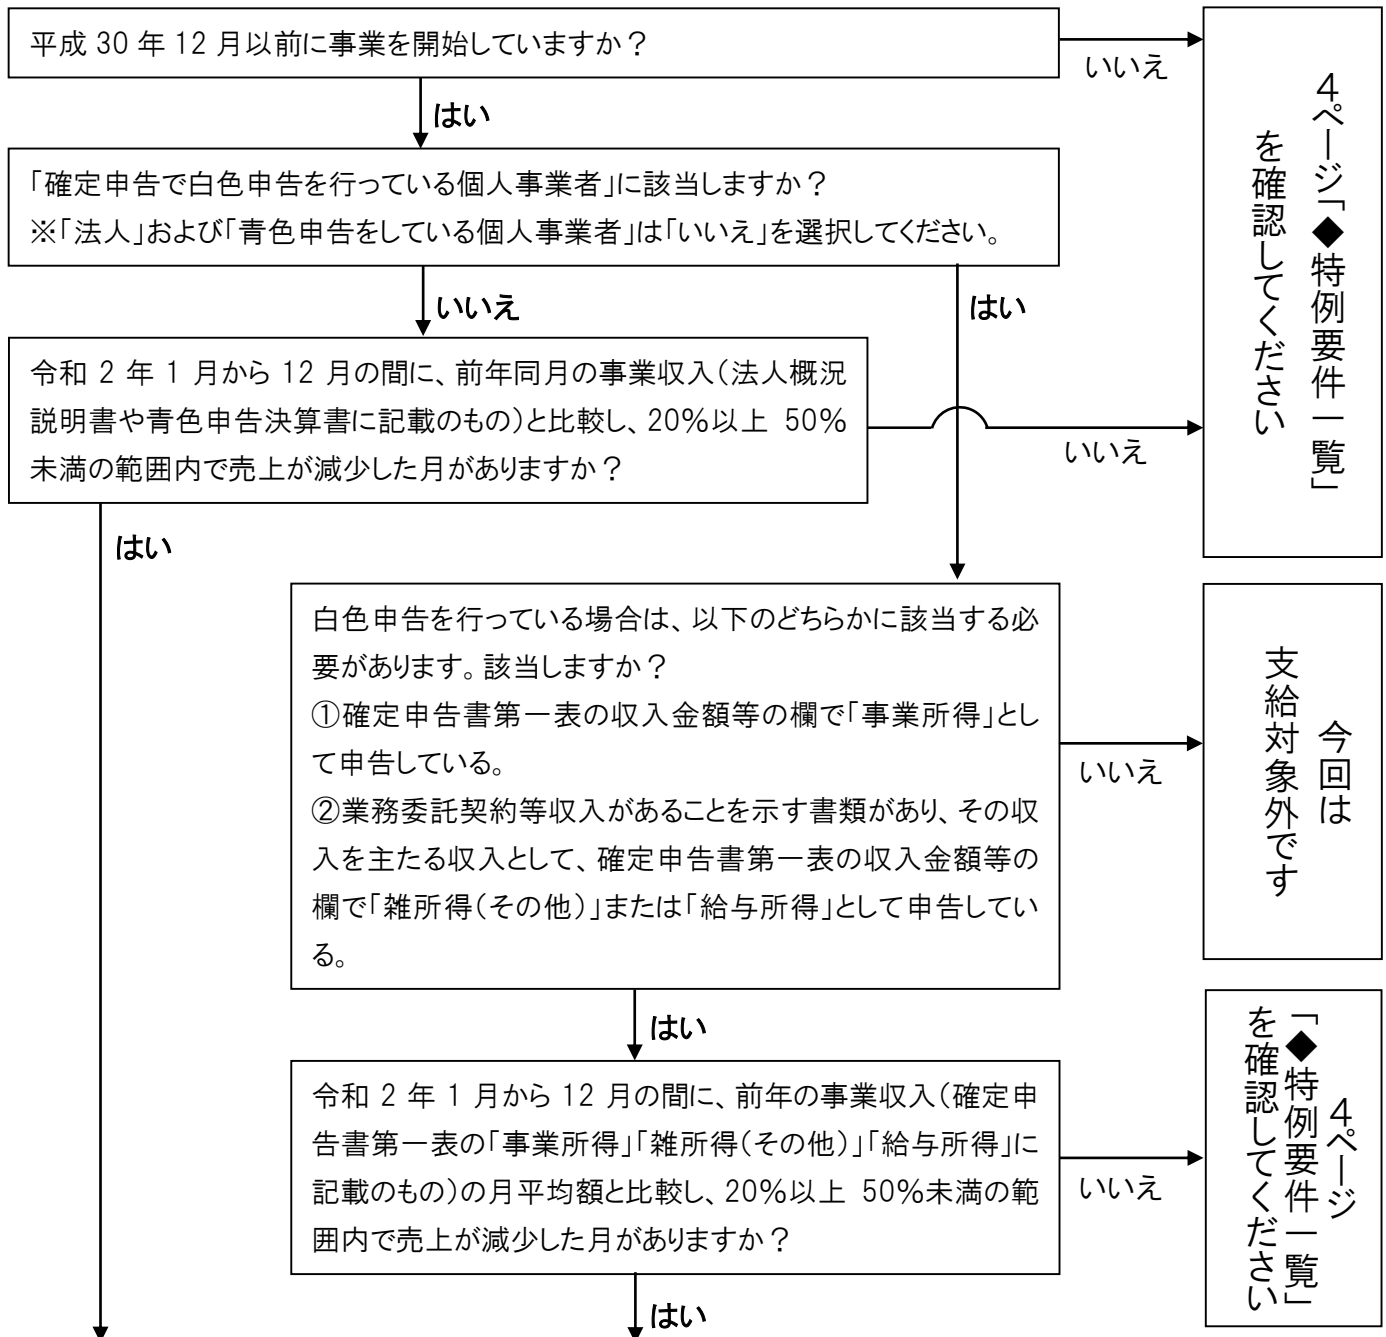 平成 30 年 12 月以前に事業を開始していますか？
いいえ
はい
「確定申告で白色申告を行っている個人事業者」に該当しますか？
※「法人」および「青色申告をしている個人事業者」は「いいえ」を選択してください。
4ページ「◆特例要件一覧」
を確認してください
いいえ
はい
令和 2 年 1 月から 12 月の間に、前年同月の事業収入（法人概況
説明書や青色申告決算書に記載のもの）と比較し、20％以上 50％
未満の範囲内で売上が減少した月がありますか？
いいえ
はい
白色申告を行っている場合は、以下のどちらかに該当する必
要があります。該当しますか？
①確定申告書第一表の収入金額等の欄で「事業所得」とし
て申告している。
②業務委託契約等収入があることを示す書類があり、その収
入を主たる収入として、確定申告書第一表の収入金額等の
欄で「雑所得（その他）」または「給与所得」として申告してい
る。
いいえ
今回は
支給対象外です
はい
令和 2 年 1 月から 12 月の間に、前年の事業収入（確定申
告書第一表の「事業所得」「雑所得（その他）」「給与所得」に
記載のもの）の月平均額と比較し、20％以上 50％未満の範
囲内で売上が減少した月がありますか？
いいえ
4ページ
「◆特例要件一覧」
を確認してください
はい